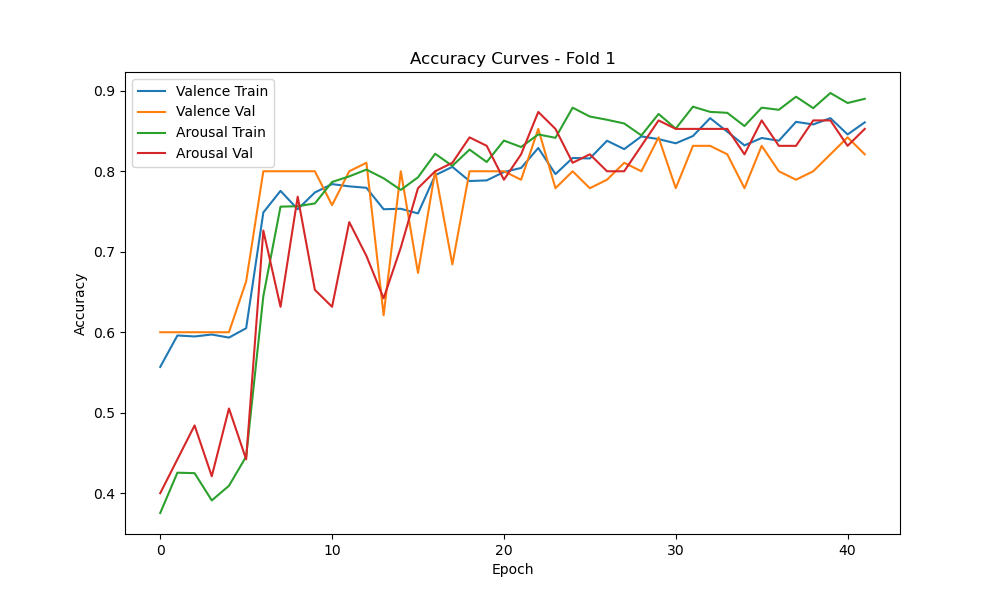 Accuracy Curves - Fold 1
Valence Train
Valence Val
Arousal Train
Arousal Val
0.9
0.8
0.7
0.6
0.5
0.4
Accuracy
0 10 20 30 40
Epoch